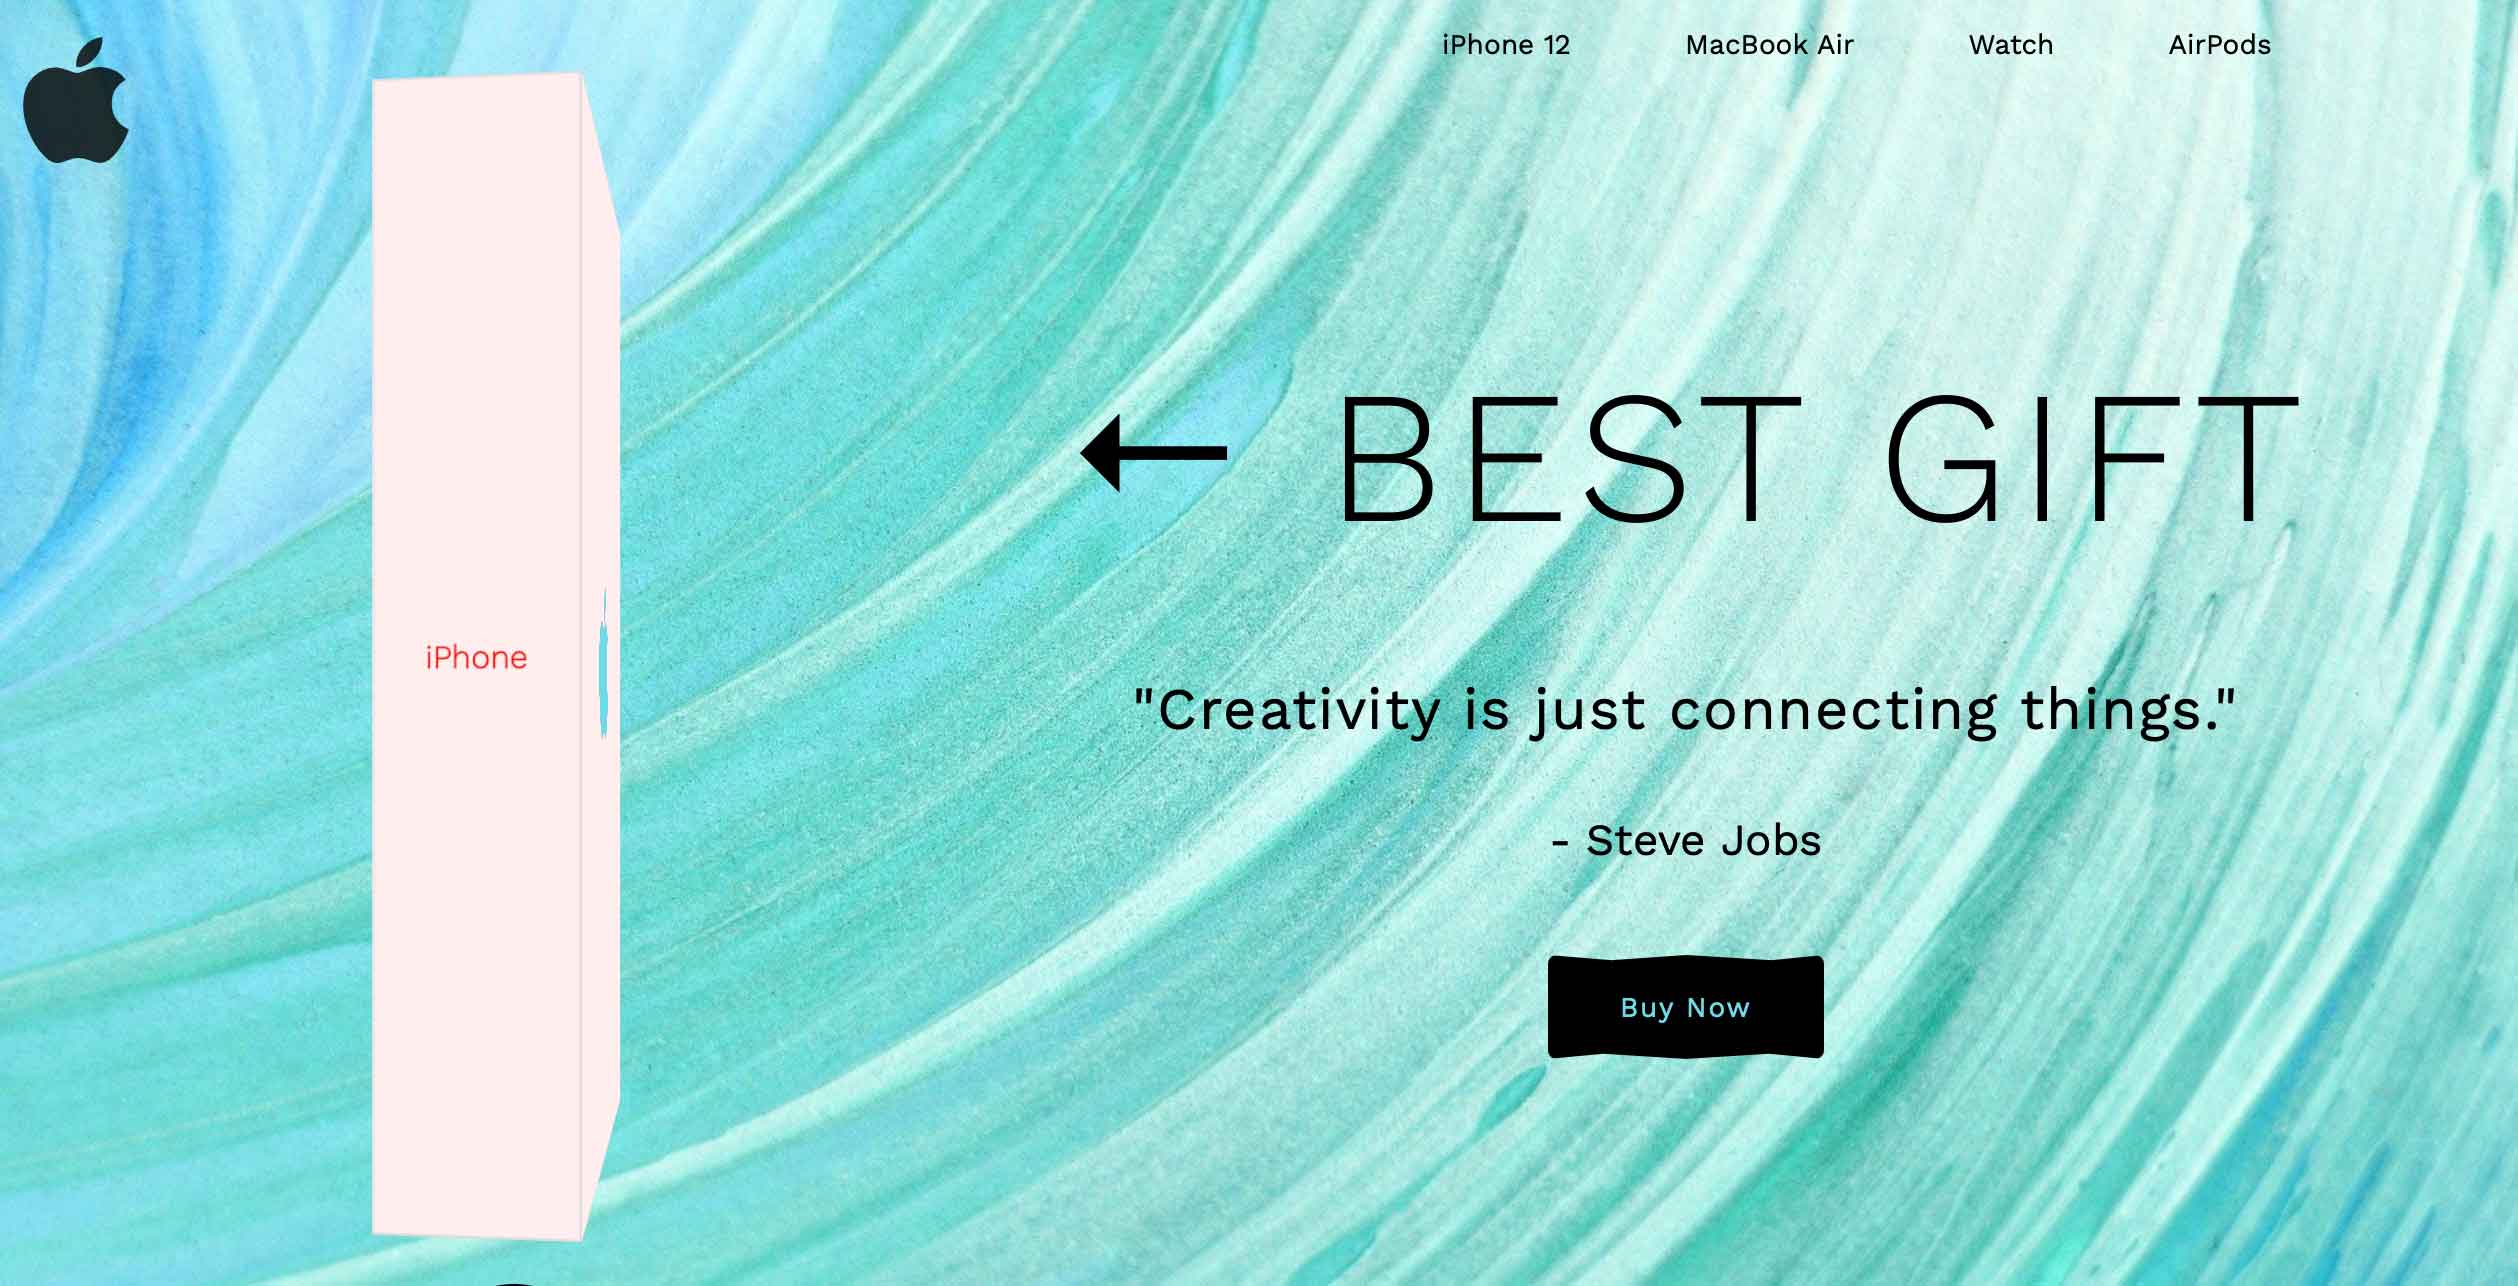 iPhone 12 MacBook Air Watch AirPods
BEST GIFT
iPhone
"Creativity is just connecting things."
- Steve Jobs
Buy Now